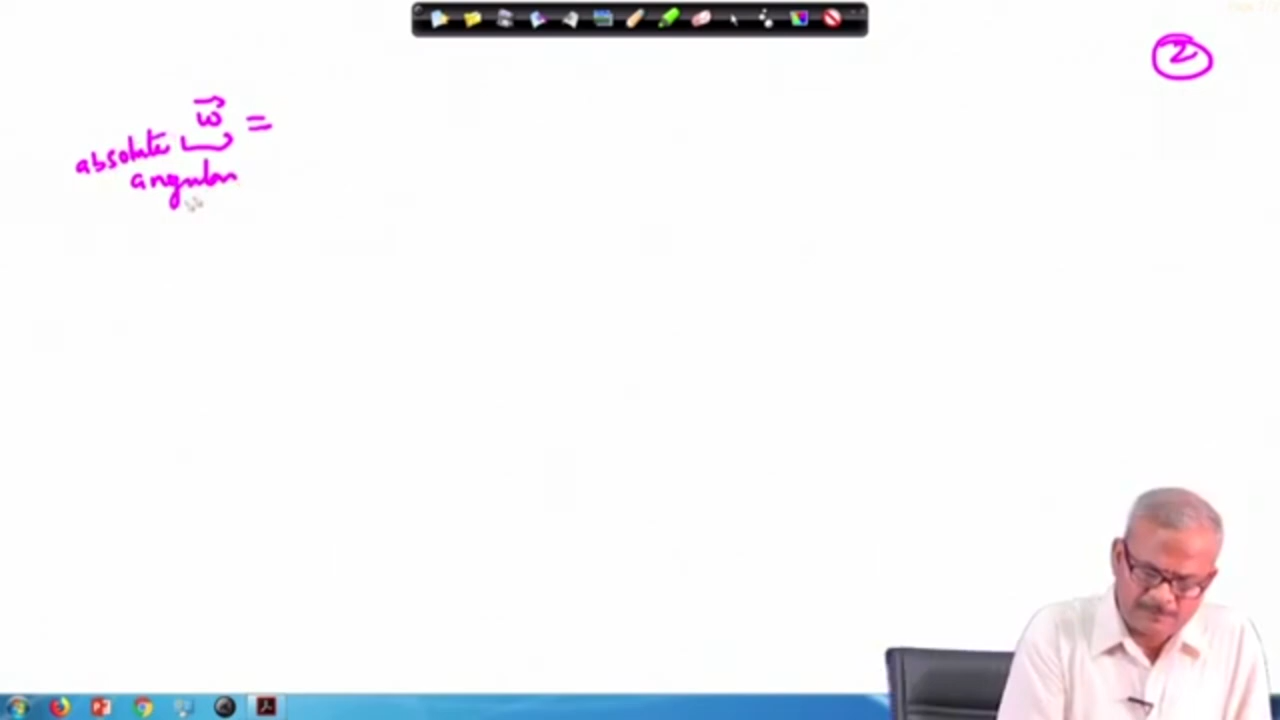 2
ω⃗ =
absolute
angular